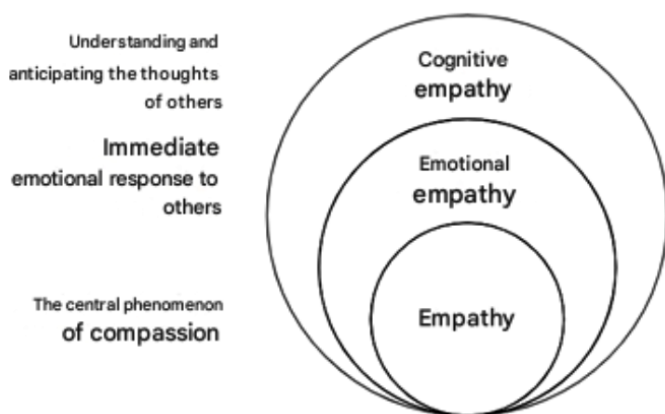 Understanding and
anticipating the thoughts
of others
Cognitive
empathy
Immediate
emotional response to
others
Emotional
empathy
The central phenomenon
of compassion
Empathy